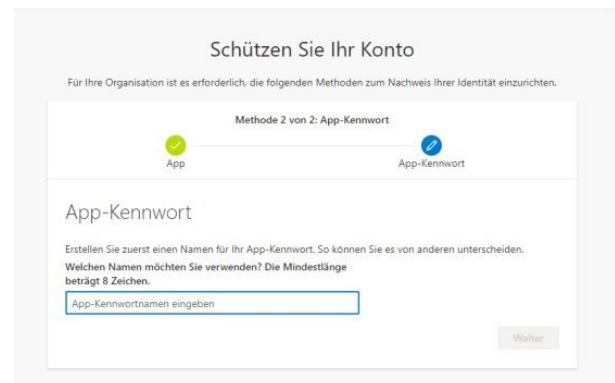 Schützen Sie Ihr Konto
Für Ihre Organisation ist es erforderlich, die folgenden Methoden zum Nachweis Ihrer Identität einzurichten.
Methode 2 von 2: App-Kennwort
App
App-Kennwort
App-Kennwort
Erstellen Sie zuerst einen Namen für Ihr App-Kennwort. So können Sie es von anderen unterscheiden.
Welchen Namen möchten Sie verwenden? Die Mindestlänge
beträgt 8 Zeichen.
App-Kennwortnamen eingeben
Weiter